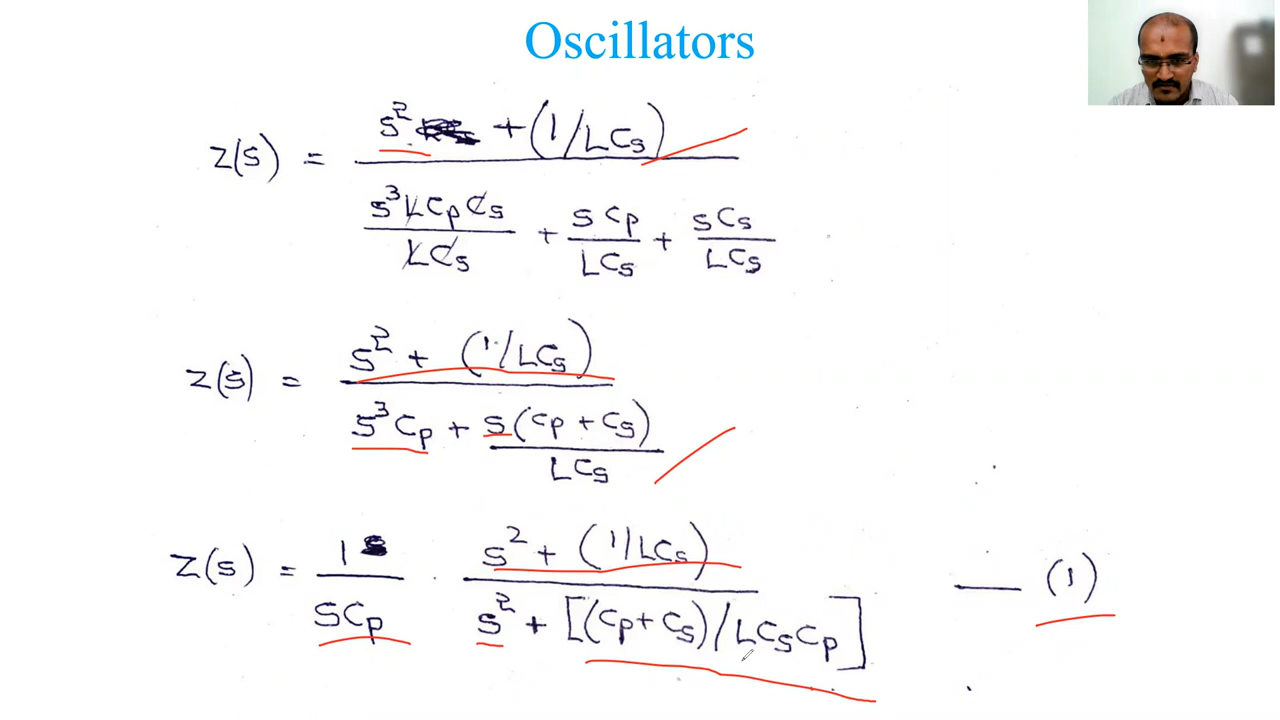 Oscillators
Z(S) = (S² + (1/LCs)) / (S³LCpCs/LCs + SCp/LCs + SCs/LCs)
Z(S) = (S² + (1/LCs)) / (S³Cp + S(Cp + Cs)/LCs)
Z(S) = 1/SCp · (S² + (1/LCs)) / (S² + [(Cp + Cs)/LCsCp]) — (1)